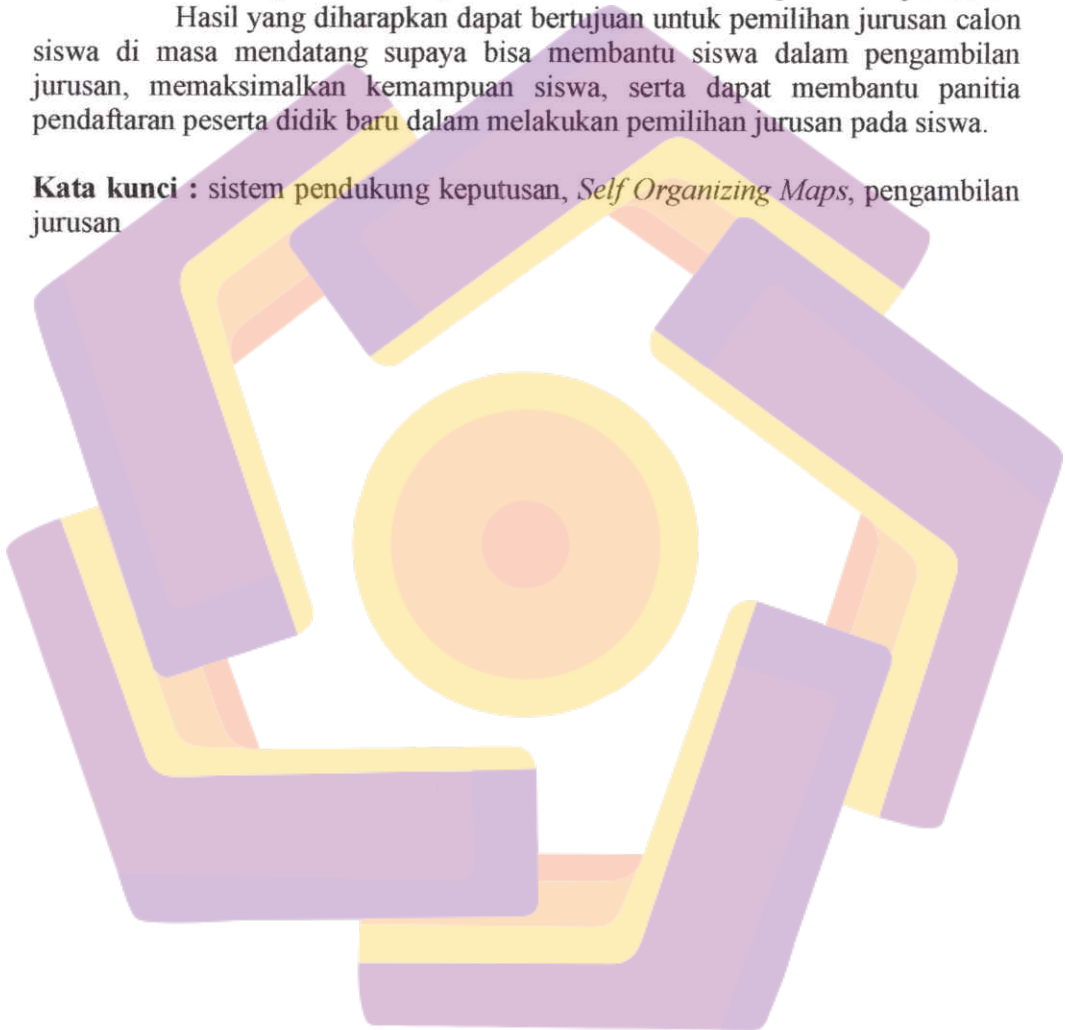 Hasil yang diharapkan dapat bertujuan untuk pemilihan jurusan calon
siswa di masa mendatang supaya bisa membantu siswa dalam pengambilan
jurusan, memaksimalkan kemampuan siswa, serta dapat membantu panitia
pendaftaran peserta didik baru dalam melakukan pemilihan jurusan pada siswa.
Kata kunci : sistem pendukung keputusan, Self Organizing Maps, pengambilan
jurusan